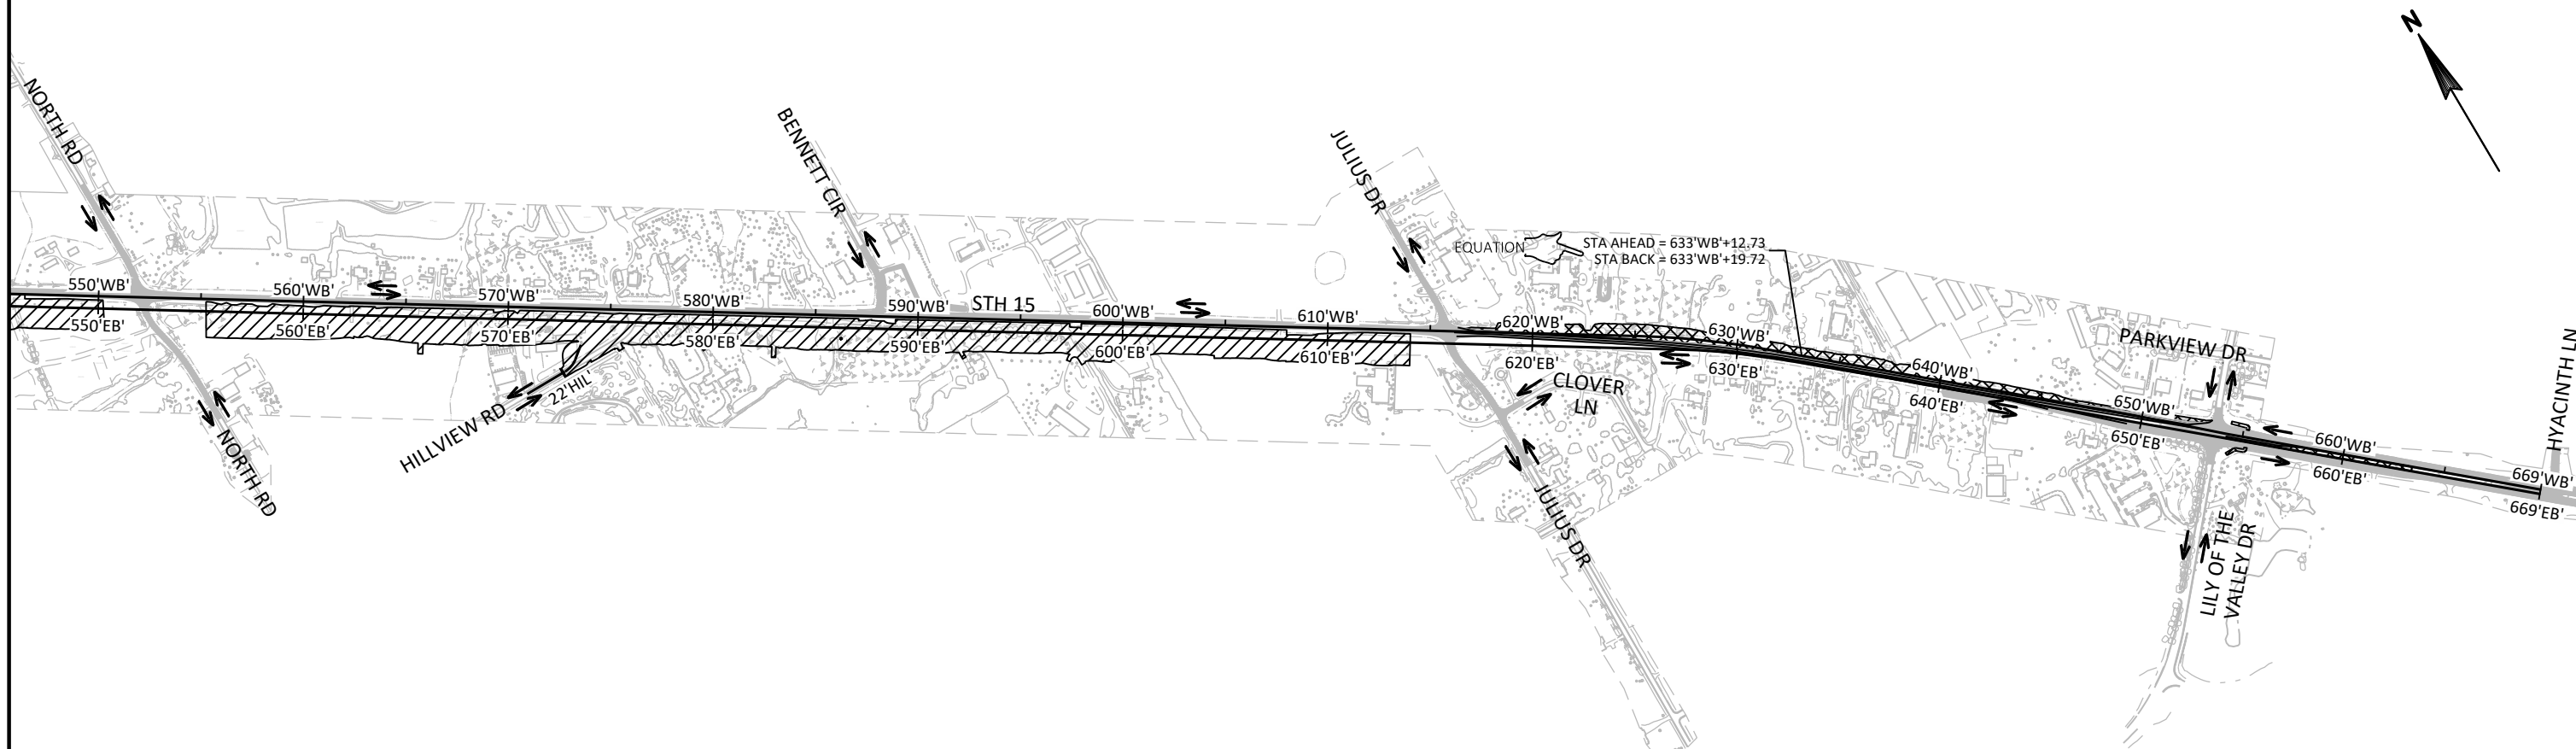 N
NORTH RD
BENNETT CIR
JULIUS DR
EQUATION
STA AHEAD = 633'WB'+12.73
STA BACK = 633'WB'+19.72
550'WB'
560'WB'
570'WB'
580'WB'
590'WB'
STH 15
600'WB'
610'WB'
620'WB'
630'WB'
640'WB'
650'WB'
660'WB'
669'WB'
PARKVIEW DR
HYACINTH LN
550'EB'
560'EB'
570'EB'
580'EB'
590'EB'
600'EB'
610'EB'
620'EB'
630'EB'
640'EB'
650'EB'
660'EB'
669'EB'
CLOVER
LN
22'HIL'
HILLVIEW RD
NORTH RD
JULIUS DR
LILY OF THE
VALLEY DR